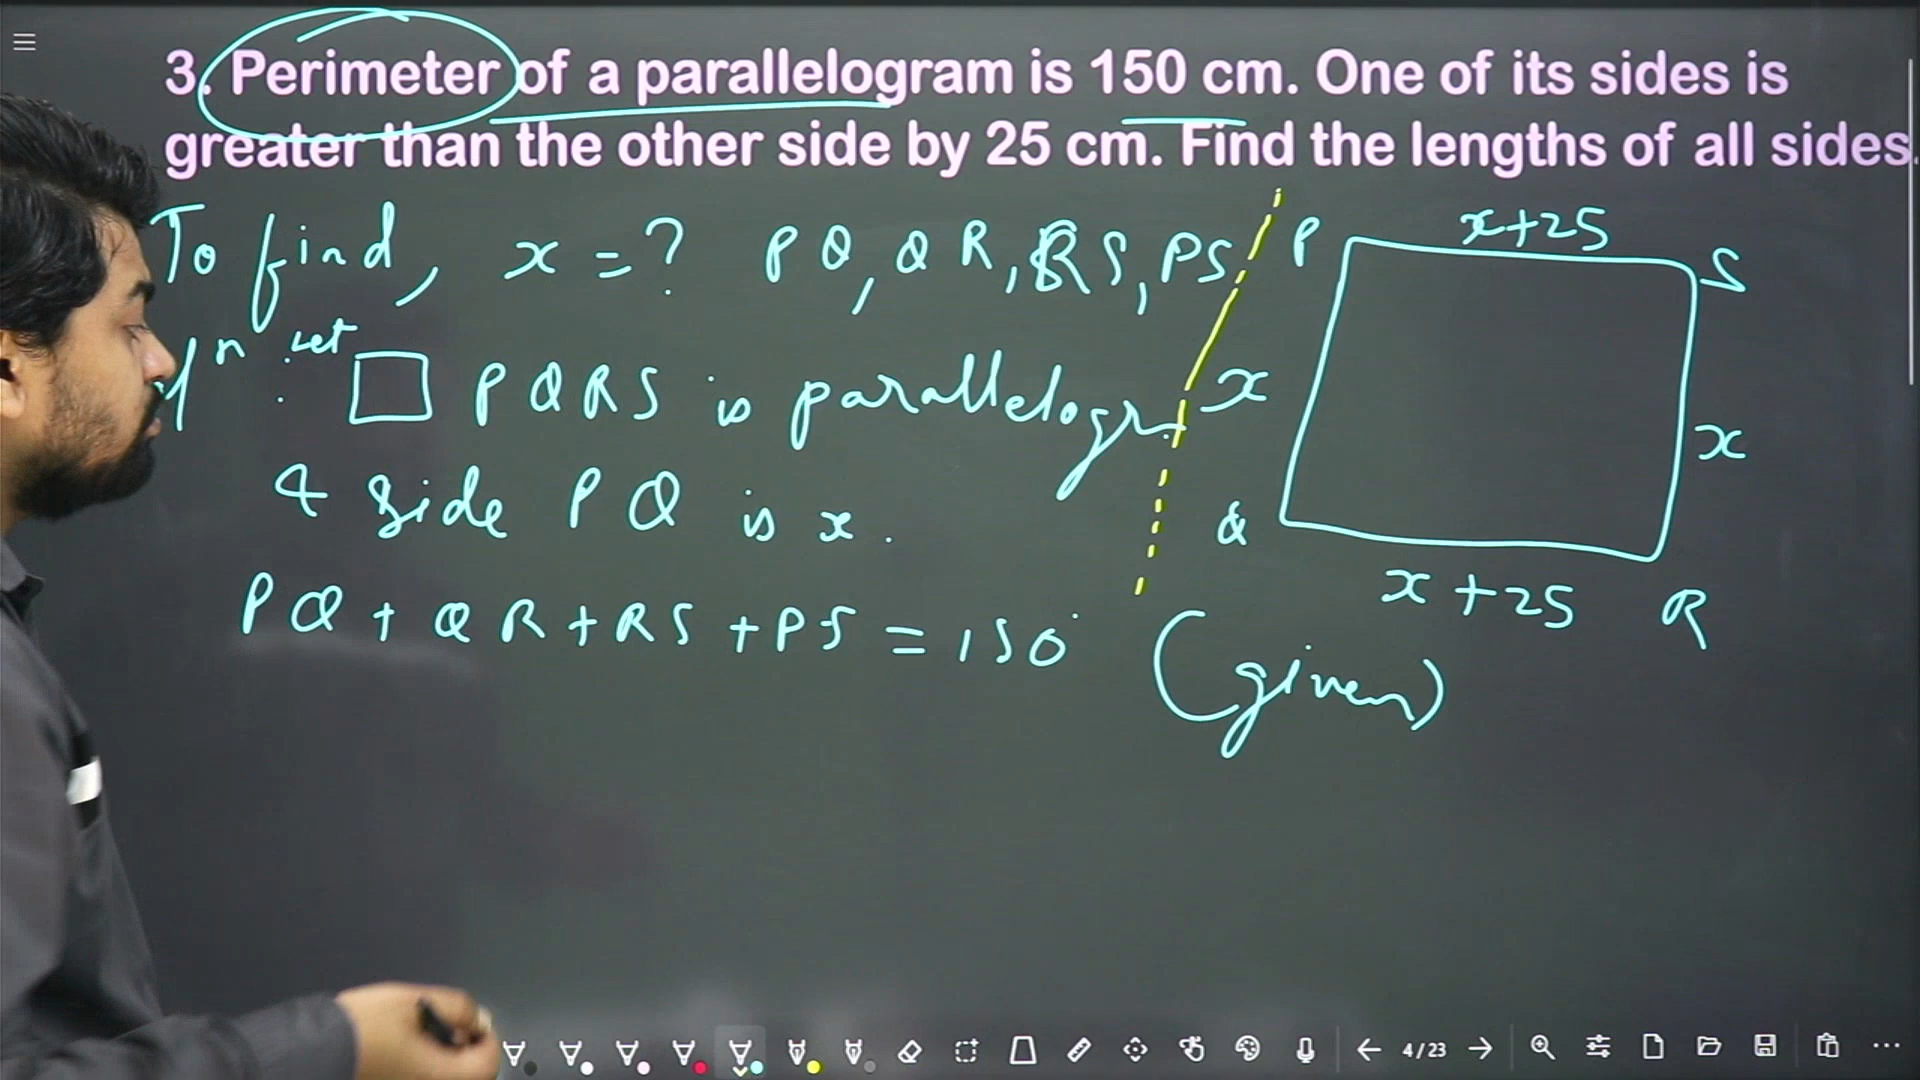 3. Perimeter of a parallelogram is 150 cm. One of its sides is
greater than the other side by 25 cm. Find the lengths of all sides.
To find, x = ? PQ, QR, RS, PS
n : Let □ PQRS is parallelogr
& side PQ is x.
PQ + QR + RS + PS = 150 (given)
P x+25 S
x x
Q x+25 R
4/23